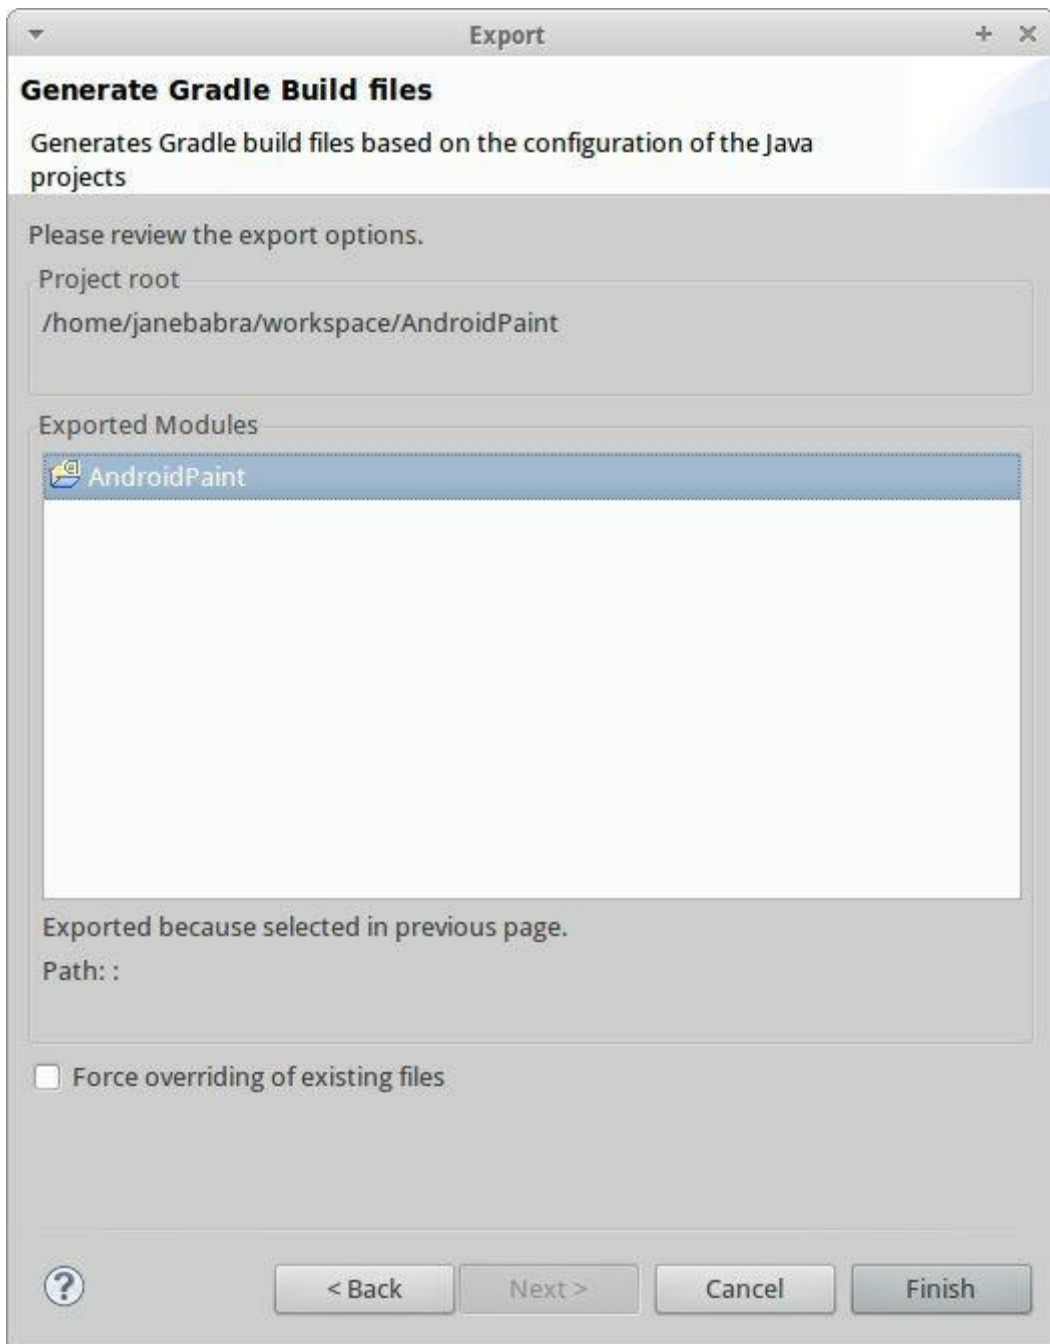 Export
Generate Gradle Build files
Generates Gradle build files based on the configuration of the Java
projects
Please review the export options.
Project root
/home/janebabra/workspace/AndroidPaint
Exported Modules
AndroidPaint
Exported because selected in previous page.
Path: :
Force overriding of existing files
? < Back Next > Cancel Finish